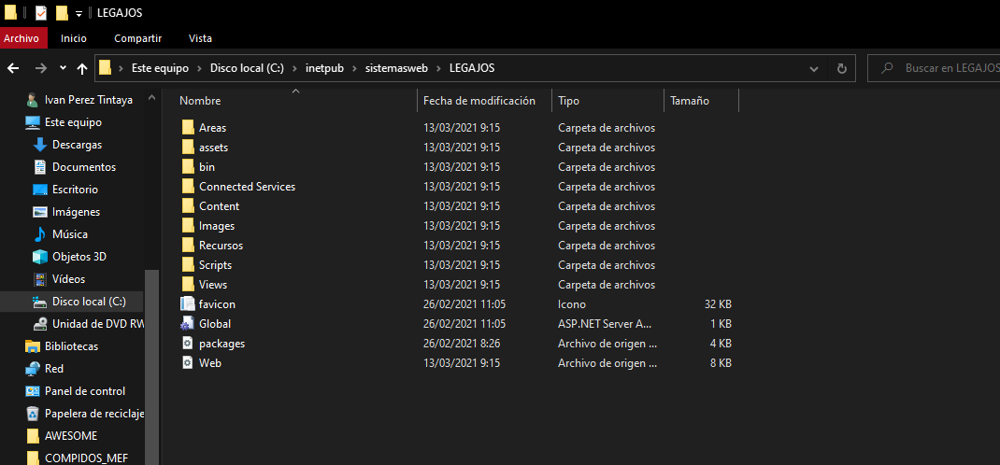 LEGAJOS
Archivo Inicio Compartir Vista
Este equipo Disco local (C:) inetpub sistemasweb LEGAJOS Buscar en LEGAJOS
Ivan Perez Tintaya
Este equipo
Descargas
Documentos
Escritorio
Imágenes
Música
Objetos 3D
Vídeos
Disco local (C:)
Unidad de DVD RW
Bibliotecas
Red
Panel de control
Papelera de reciclaje
AWESOME
COMPIDOS_MEF
Nombre Fecha de modificación Tipo Tamaño
Areas 13/03/2021 9:15 Carpeta de archivos
assets 13/03/2021 9:15 Carpeta de archivos
bin 13/03/2021 9:15 Carpeta de archivos
Connected Services 13/03/2021 9:15 Carpeta de archivos
Content 13/03/2021 9:15 Carpeta de archivos
Images 13/03/2021 9:15 Carpeta de archivos
Recursos 13/03/2021 9:15 Carpeta de archivos
Scripts 13/03/2021 9:15 Carpeta de archivos
Views 13/03/2021 9:15 Carpeta de archivos
favicon 26/02/2021 11:05 Icono 32 KB
Global 26/02/2021 11:05 ASP.NET Server A... 1 KB
packages 26/02/2021 8:26 Archivo de origen ... 4 KB
Web 13/03/2021 9:15 Archivo de origen ... 8 KB